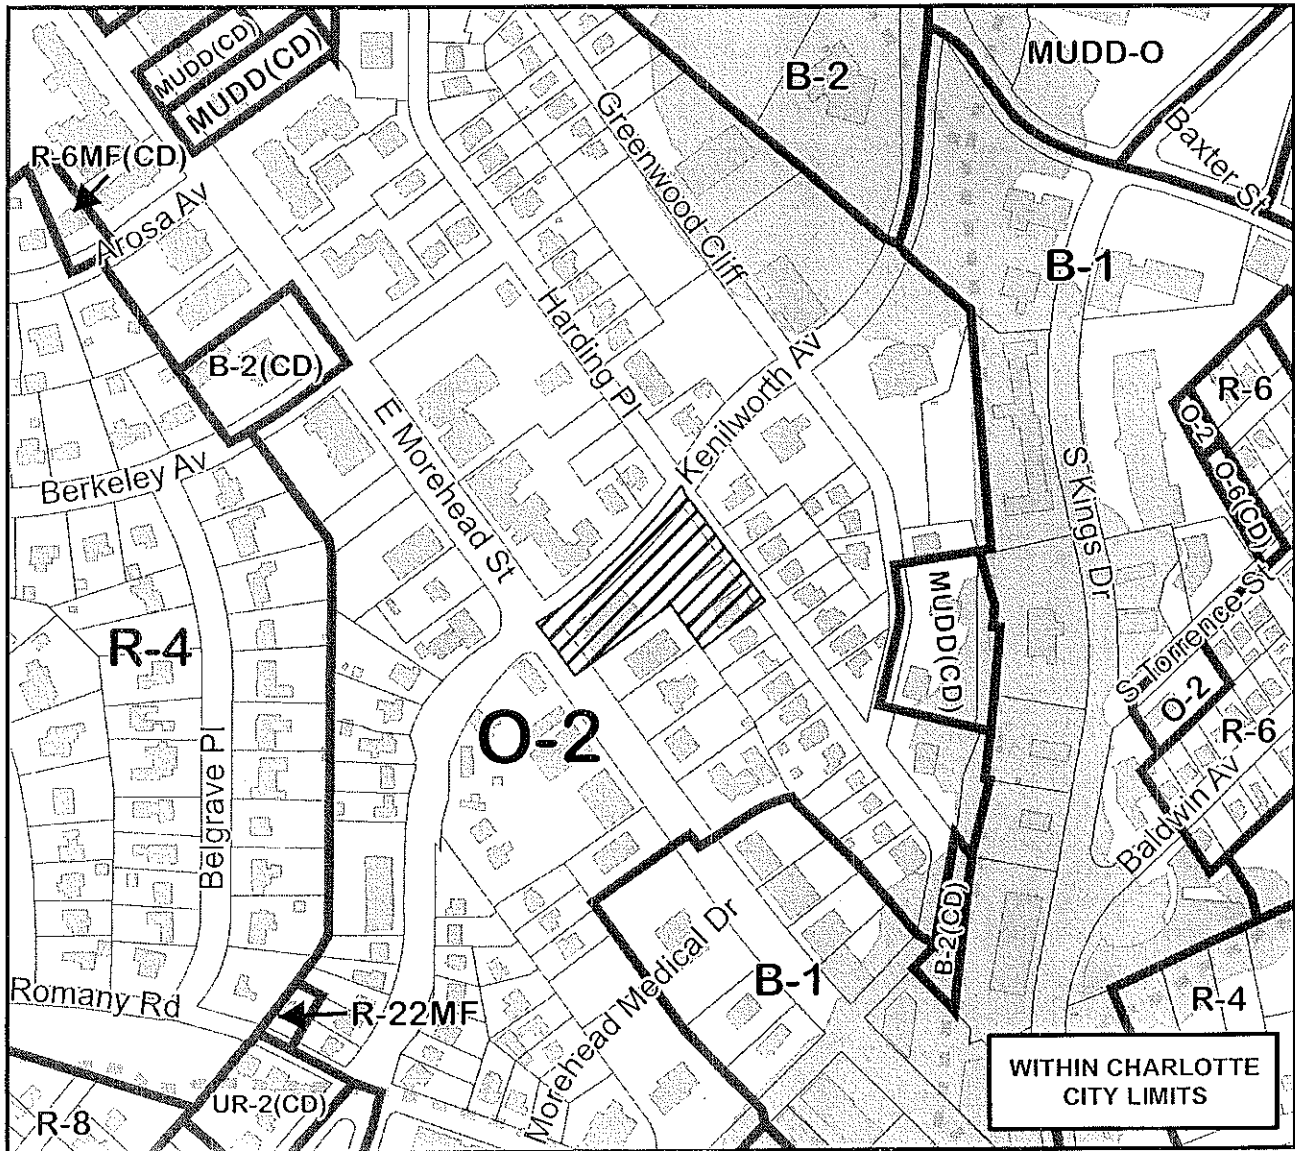 MUDD(CD)
MUDD(CD)
B-2
MUDD-O
R-6MF(CD)
Arosa Av
Greenwood Cliff
Baxter St
B-1
B-2(CD)
Harding Pl
Kenilworth Av
R-6
O-2
O-6(CD)
E Morehead St
Berkeley Av
S Kings Dr
MUDD(CD)
S Torrence St
R-4
O-2
O-2
R-6
Belgrave Pl
Baldwin Av
B-2(CD)
Romany Rd
R-22MF
Morehead Medical Dr
B-1
R-4
UR-2(CD)
R-8
WITHIN CHARLOTTE
CITY LIMITS